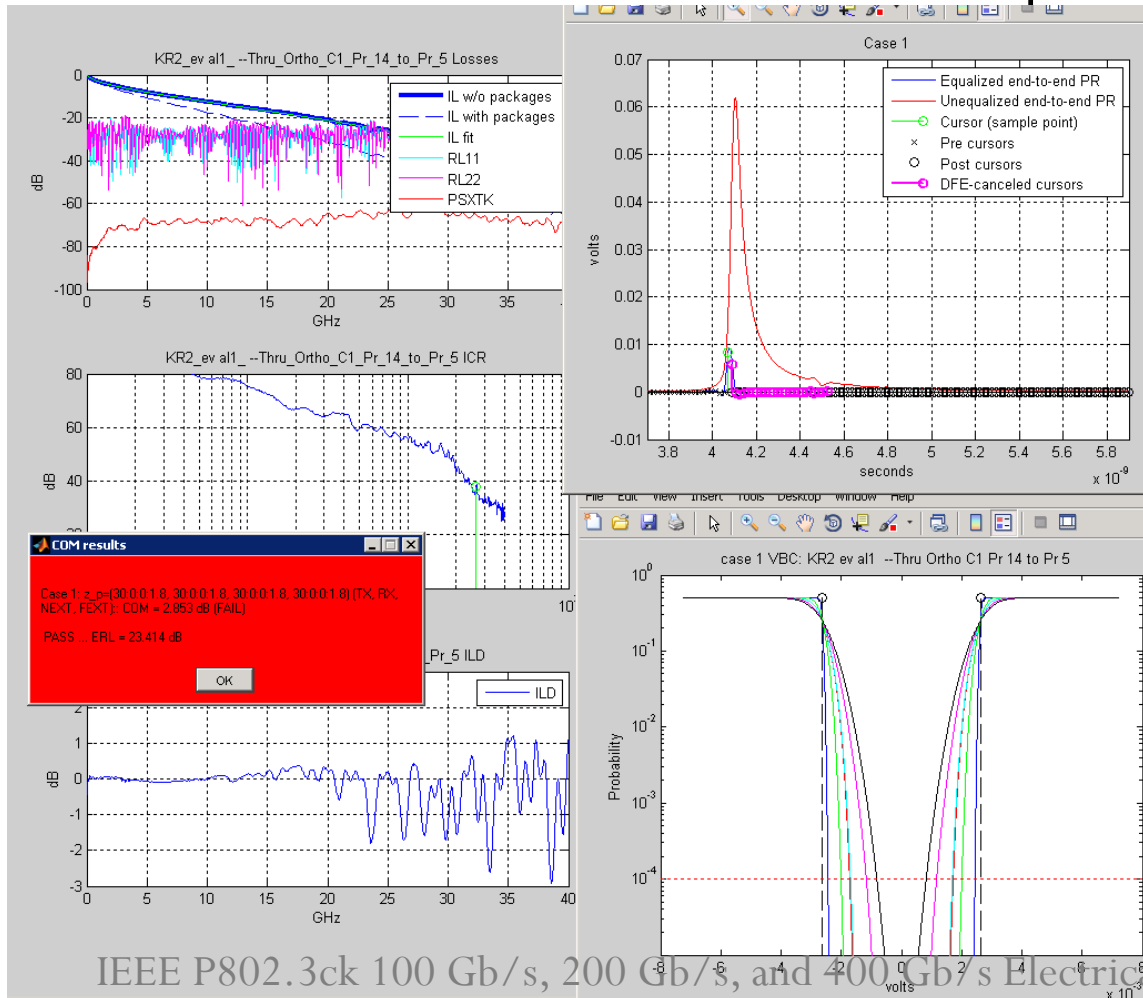 KR2_ev al1_ --Thru_Ortho_C1_Pr_14_to_Pr_5 Losses
0
-20
-40
-60
-80
-100
dB
0 5 10 15 20 25 30 35
GHz
IL w/o packages
IL with packages
IL fit
RL11
RL22
PSXTK
KR2_ev al1_ --Thru_Ortho_C1_Pr_14_to_Pr_5 ICR
80
60
40
dB
COM results
Case 1: z_p=(30:0:0:1.8, 30:0:0:1.8, 30:0:0:1.8, 30:0:0:1.8) (TX, RX,
NEXT, FEXT):: COM = 2.853 dB (FAIL)
PASS ... ERL = 23.414 dB
OK
_Pr_5 ILD
ILD
2
1
0
-1
-2
-3
dB
0 5 10 15 20 25 30 35 40
GHz
Case 1
0.07
0.06
0.05
0.04
0.03
0.02
0.01
0
-0.01
volts
3.8 4 4.2 4.4 4.6 4.8 5 5.2 5.4 5.6 5.8
seconds
x 10⁻⁹
Equalized end-to-end PR
Unequalized end-to-end PR
Cursor (sample point)
Pre cursors
Post cursors
DFE-canceled cursors
File Edit View Insert Tools Desktop Window Help
case 1 VBC: KR2 ev al1 --Thru Ortho C1 Pr 14 to Pr 5
10⁰
10⁻¹
10⁻²
10⁻³
10⁻⁴
Probability
-8 -6 -4 -2 0 2 4 6
volts
IEEE P802.3ck 100 Gb/s, 200 Gb/s, and 400 Gb/s